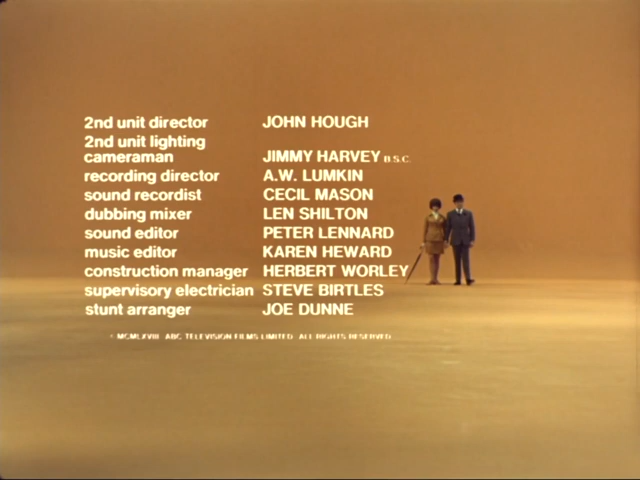 2nd unit director JOHN HOUGH
2nd unit lighting
cameraman JIMMY HARVEY B.S.C.
recording director A.W. LUMKIN
sound recordist CECIL MASON
dubbing mixer LEN SHILTON
sound editor PETER LENNARD
music editor KAREN HEWARD
construction manager HERBERT WORLEY
supervisory electrician STEVE BIRTLES
stunt arranger JOE DUNNE
© MCMLXVIII ABC TELEVISION FILMS LIMITED ALL RIGHTS RESERVED